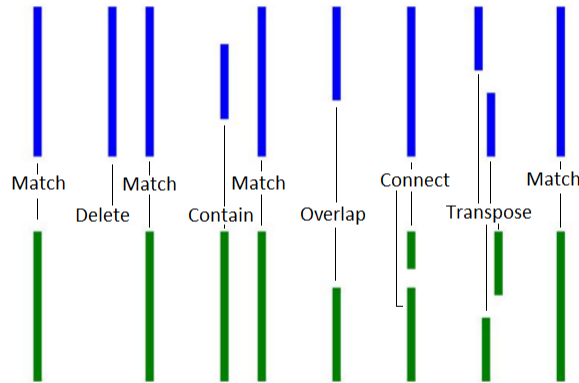 Match
Delete
Match
Contain
Match
Overlap
Connect
Transpose
Match